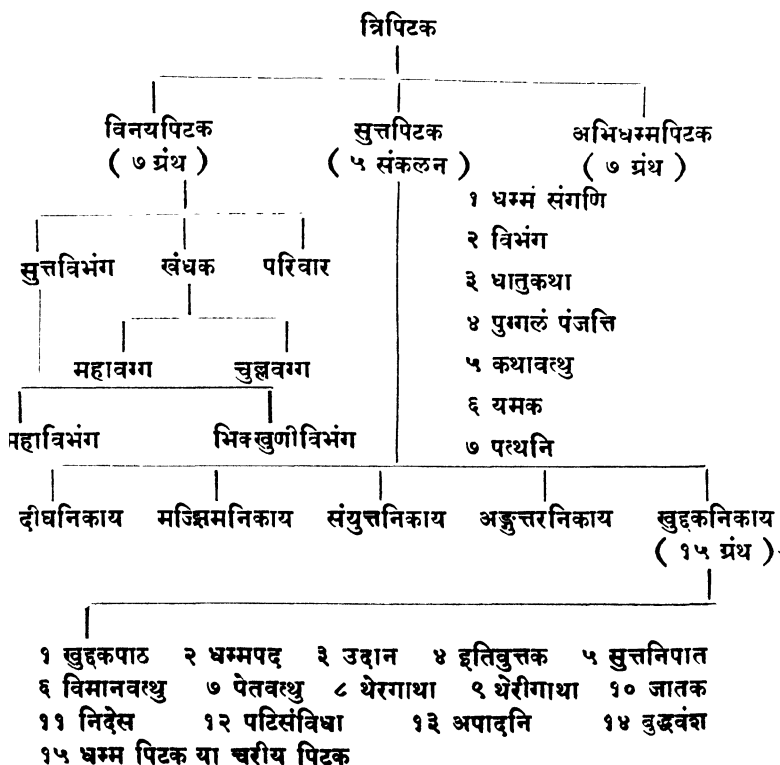 त्रिपिटक
विनयपिटक सुत्तपिटक अभिधम्मपिटक
( ७ ग्रंथ ) ( ५ संकलन ) ( ७ ग्रंथ )
१ धम्मं संगणि
२ विभंग
सुत्तविभंग खंधक परिवार
३ धातुकथा
४ पुग्गलं पंजत्ति
महावग्ग चुल्लवग्ग
५ कथावत्थु
६ यमक
महाविभंग भिक्खुणीविभंग
७ पत्थनि
दीघनिकाय मज्झिमनिकाय संयुत्तनिकाय अङ्गुत्तरनिकाय खुद्दकनिकाय
( १५ ग्रंथ )
१ खुद्दकपाठ २ धम्मपद ३ उदान ४ इतिवुत्तक ५ सुत्तनिपात
६ विमानवत्थु ७ पेतवत्थु ८ थेरगाथा ९ थेरीगाथा १० जातक
११ निदेस १२ पटिसंविधा १३ अपादनि १४ बुद्धवंश
१५ धम्म पिटक या चरीय पिटक